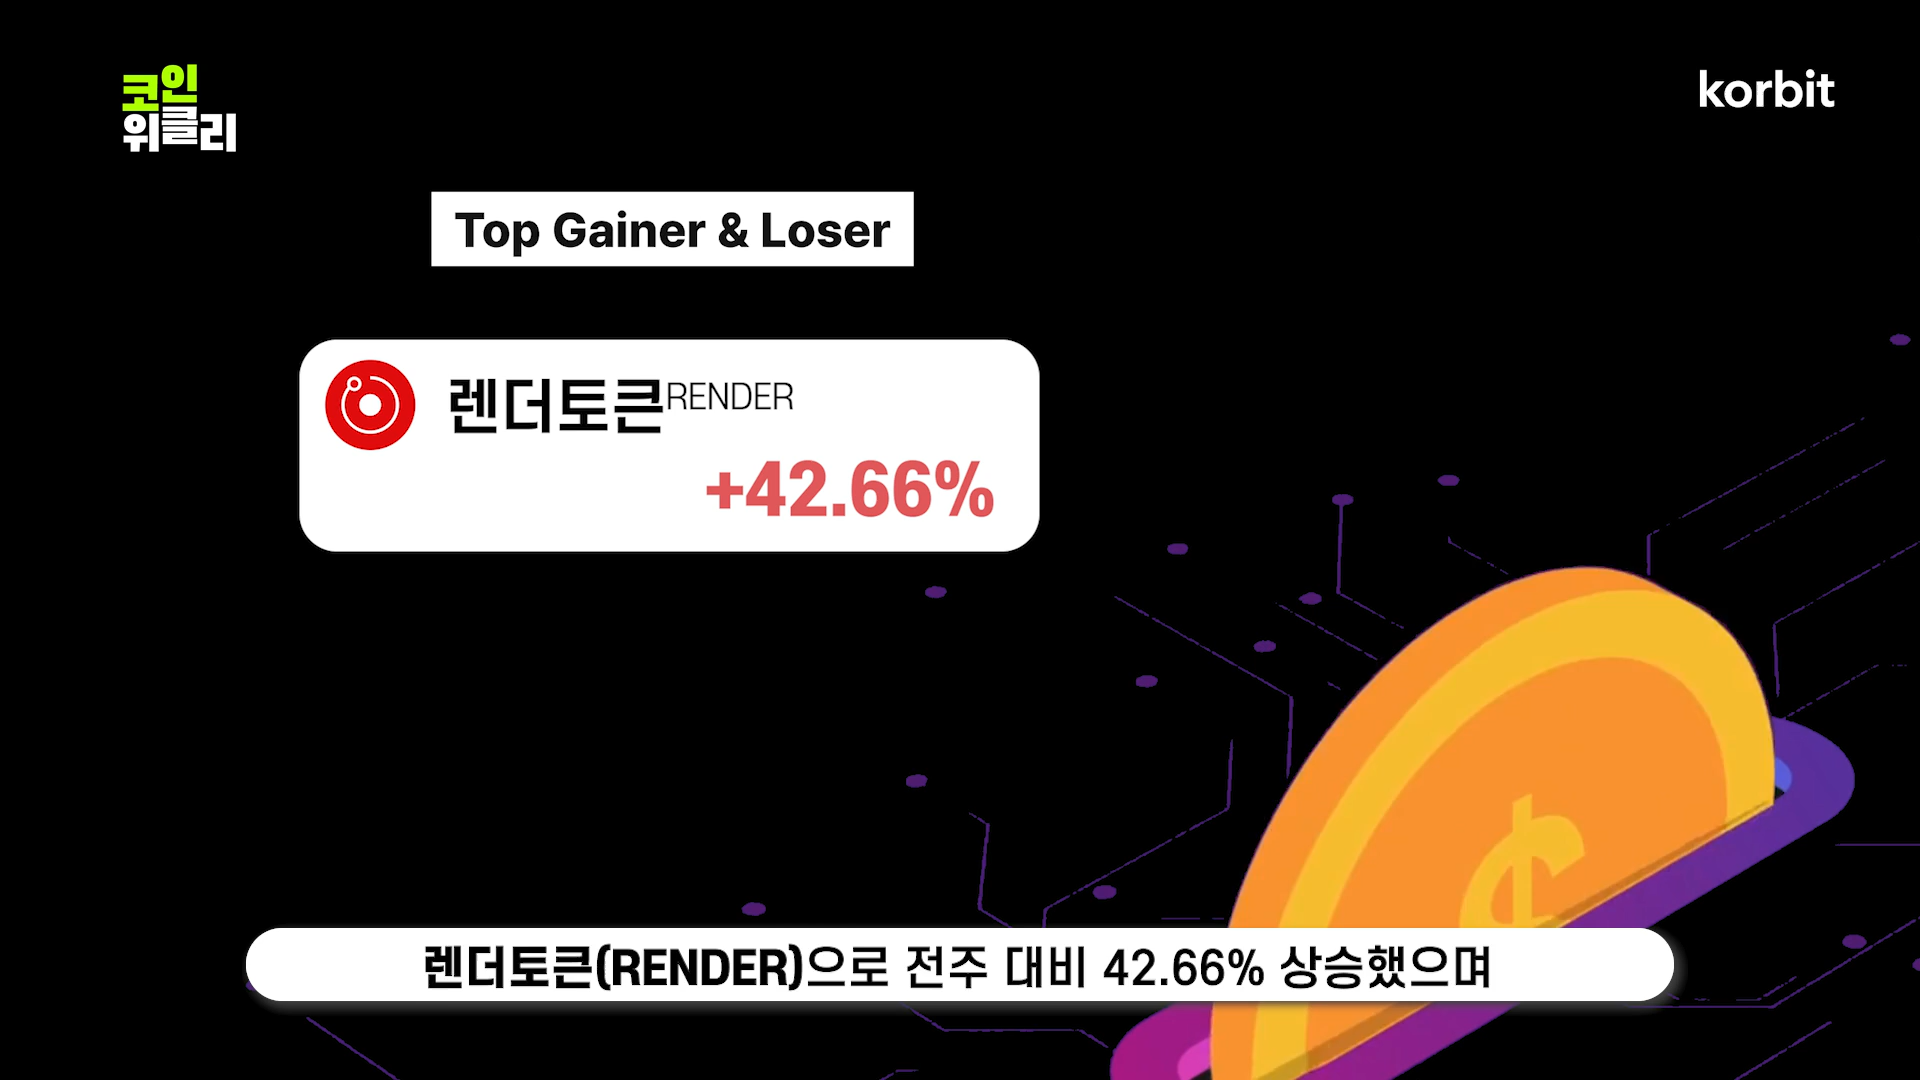 코인
위클리
korbit
Top Gainer & Loser
렌더토큰RENDER
+42.66%
렌더토큰(RENDER)으로 전주 대비 42.66% 상승했으며